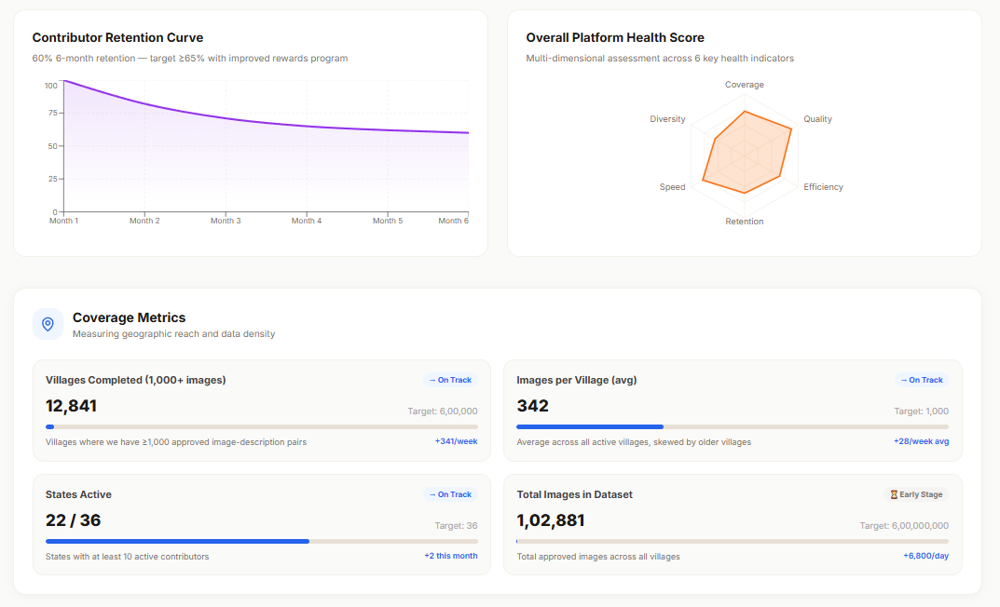 Contributor Retention Curve
60% 6-month retention — target ≥65% with improved rewards program
100
75
50
25
0
Month 1
Month 2
Month 3
Month 4
Month 5
Month 6
Overall Platform Health Score
Multi-dimensional assessment across 6 key health indicators
Coverage
Diversity
Quality
Speed
Efficiency
Retention
Coverage Metrics
Measuring geographic reach and data density
Villages Completed (1,000+ images)
→ On Track
12,841
Target: 6,00,000
Villages where we have ≥1,000 approved image-description pairs
+341/week
Images per Village (avg)
→ On Track
342
Target: 1,000
Average across all active villages, skewed by older villages
+28/week avg
States Active
→ On Track
22 / 36
Target: 36
States with at least 10 active contributors
+2 this month
Total Images in Dataset
⏳ Early Stage
1,02,881
Target: 6,00,00,000
Total approved images across all villages
+6,800/day